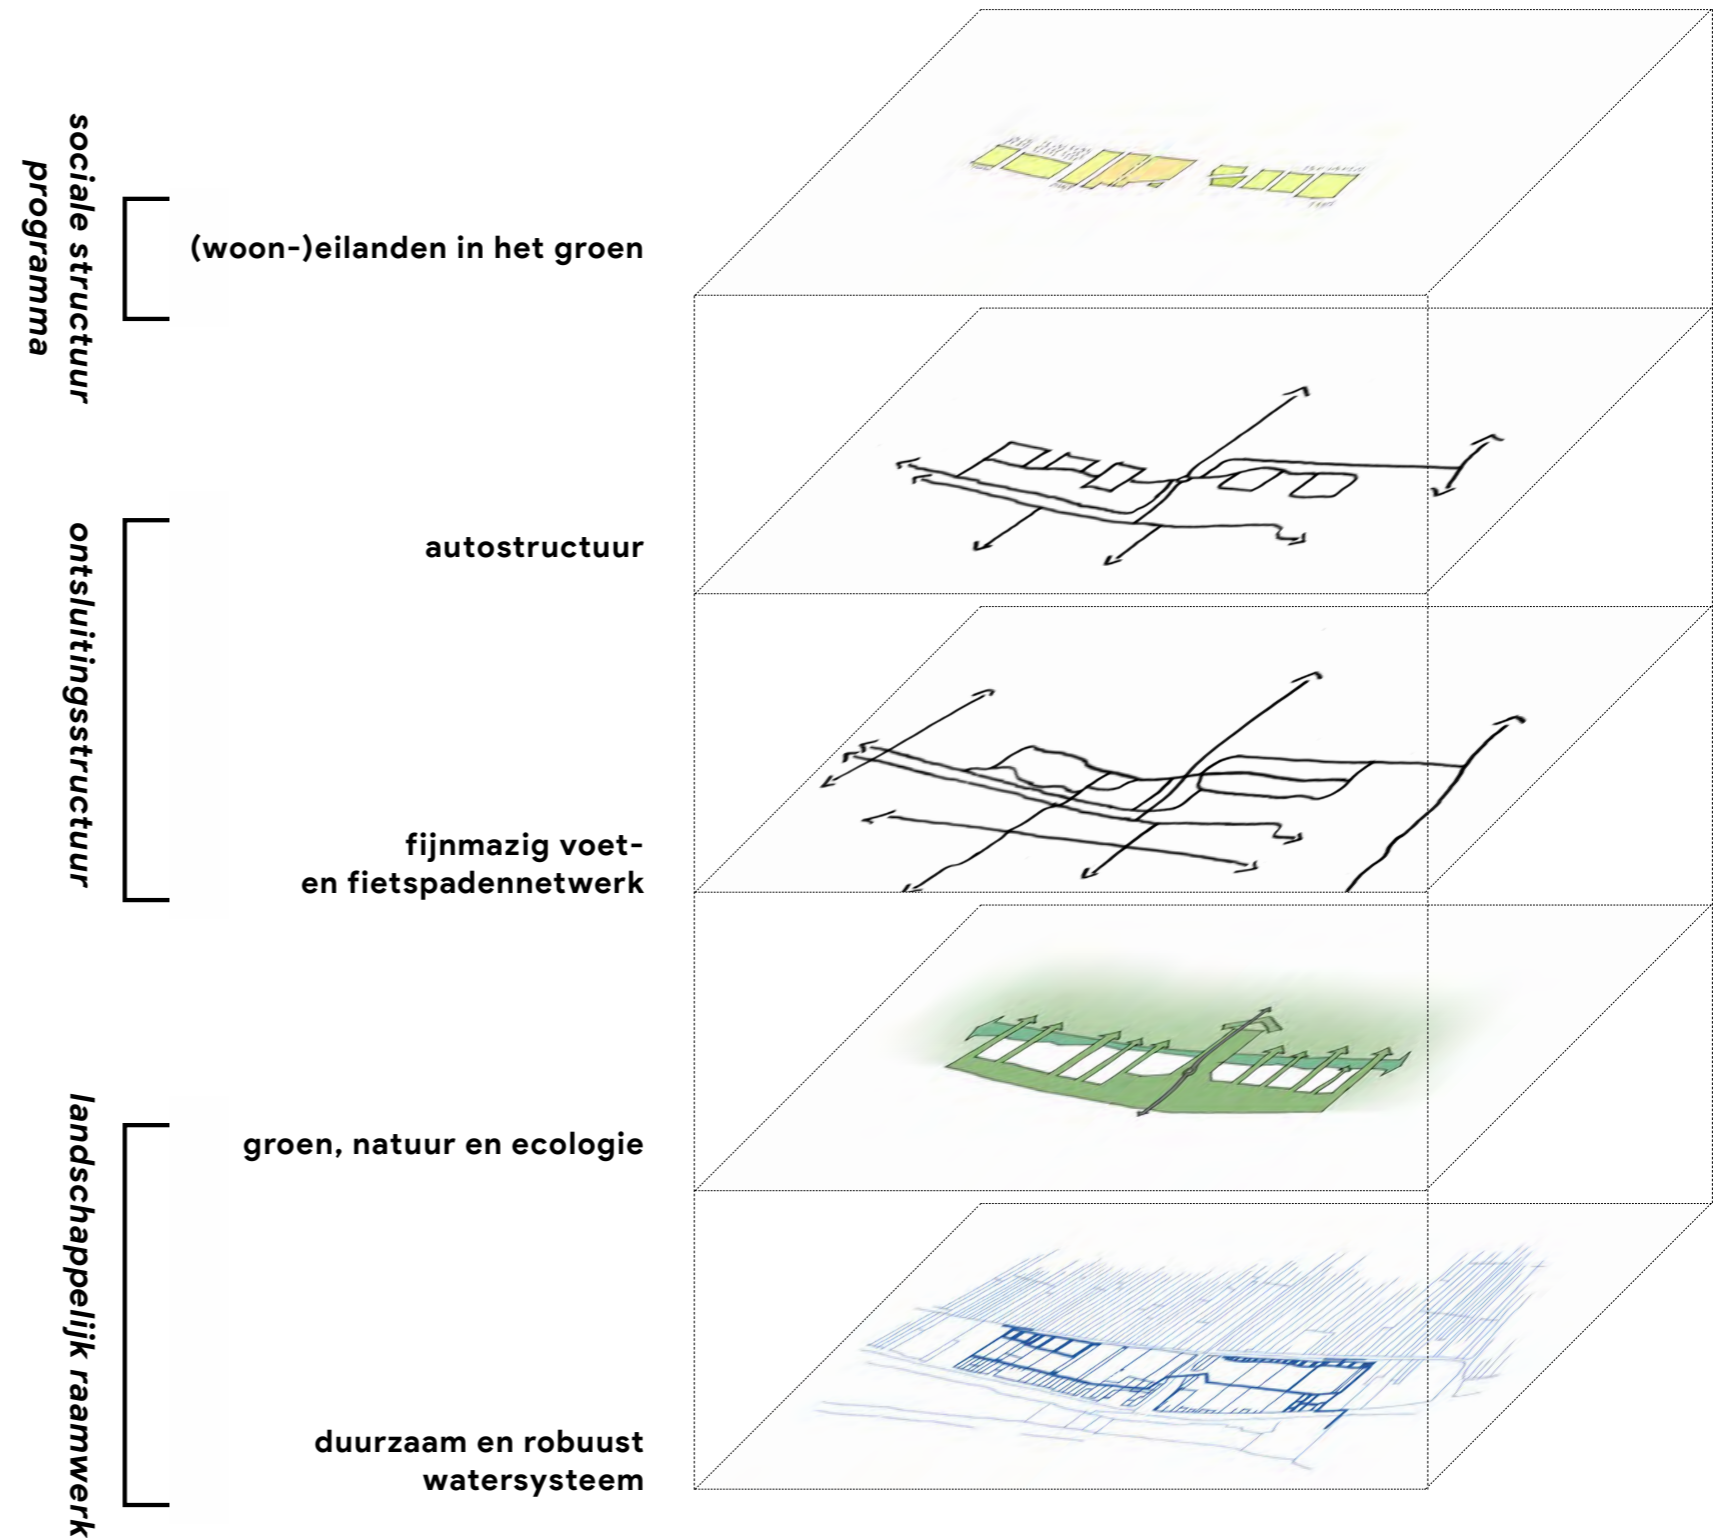 sociale structuur
programma
(woon-)eilanden in het groen
ontsluitingsstructuur
autostructuur
fijnmazig voet-
en fietspadennetwerk
landschappelijk raamwerk
groen, natuur en ecologie
duurzaam en robuust
watersysteem